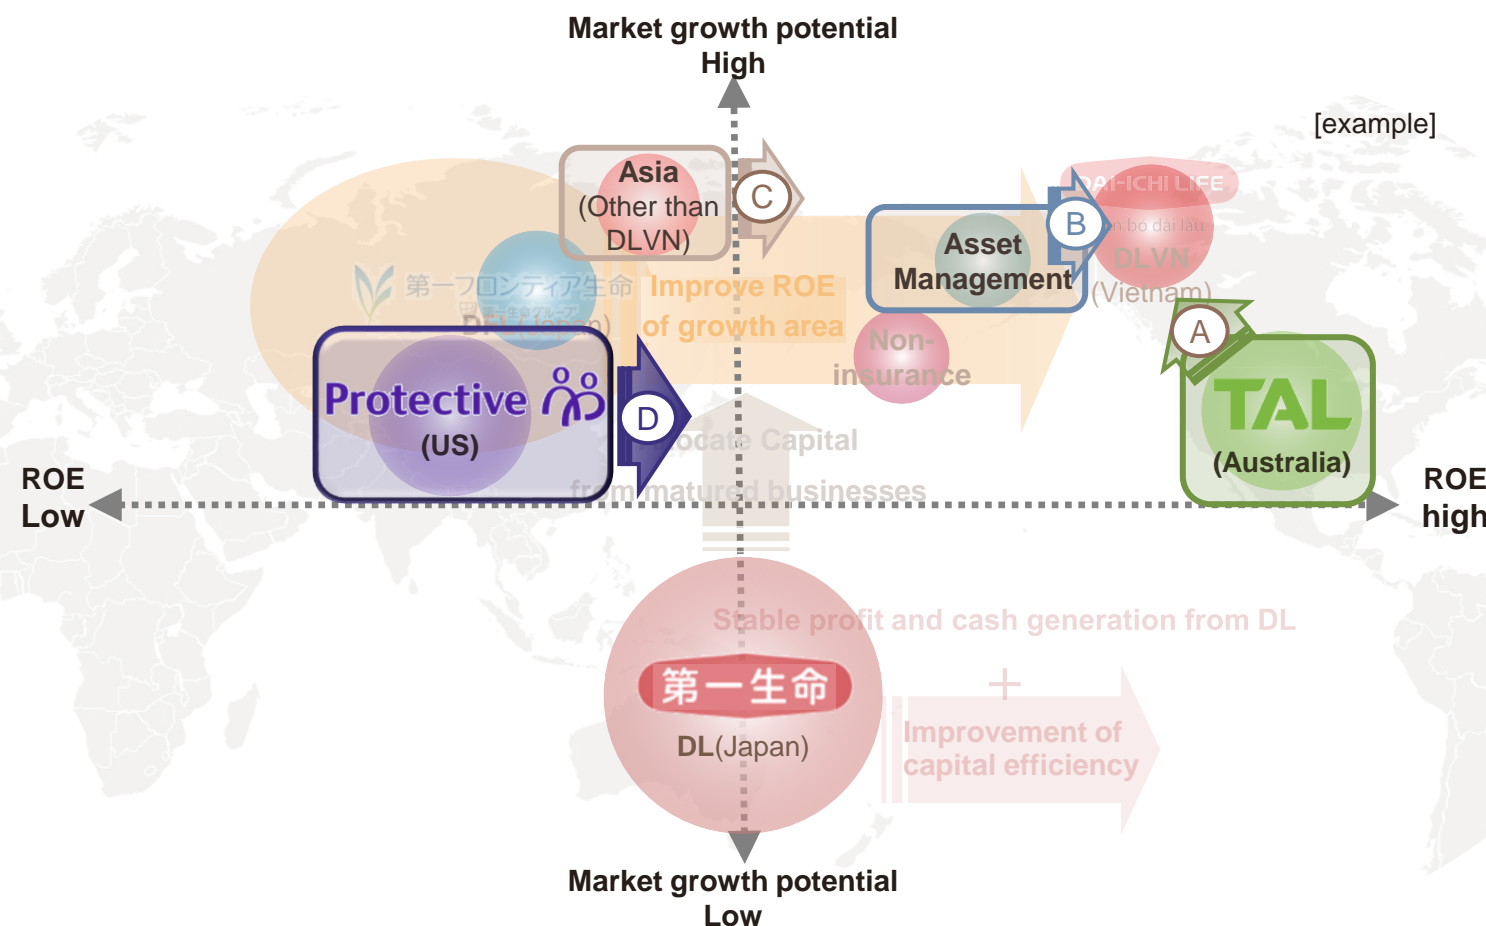 Market growth potential
High
[example]
Asia
(Other than
DLVN)
C
DAI-ICHI LIFE
B
Asset
Management
DLVN
(Vietnam)
第一フロンティア生命
DFL(Japan)
Improve ROE
of growth area
A
Non-
insurance
Protective
(US)
D
TAL
(Australia)
Capital
from matured businesses
ROE
Low
ROE
high
Stable profit and cash generation from DL
+
第一生命
DL(Japan)
Improvement of
capital efficiency
Market growth potential
Low